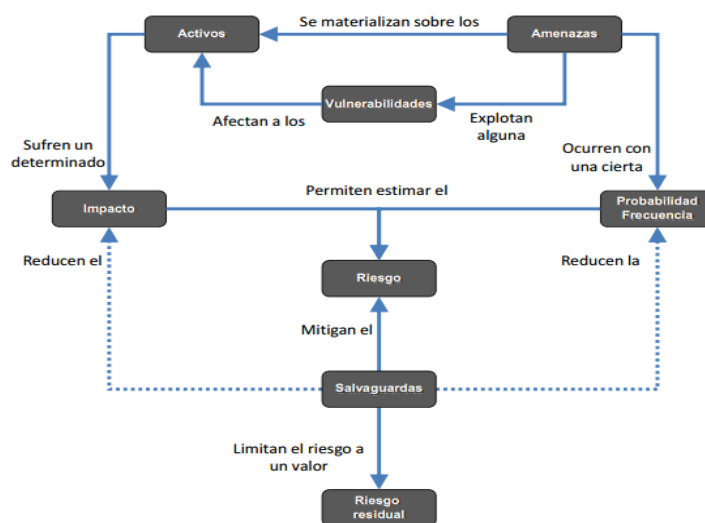 Se materializan sobre los
Activos
Amenazas
Vulnerabilidades
Afectan a los
Explotan
alguna
Sufren un
determinado
Ocurren con
una cierta
Permiten estimar el
Impacto
Probabilidad
Frecuencia
Reducen el
Reducen la
Riesgo
Mitigan el
Salvaguardas
Limitan el riesgo a
un valor
Riesgo
residual